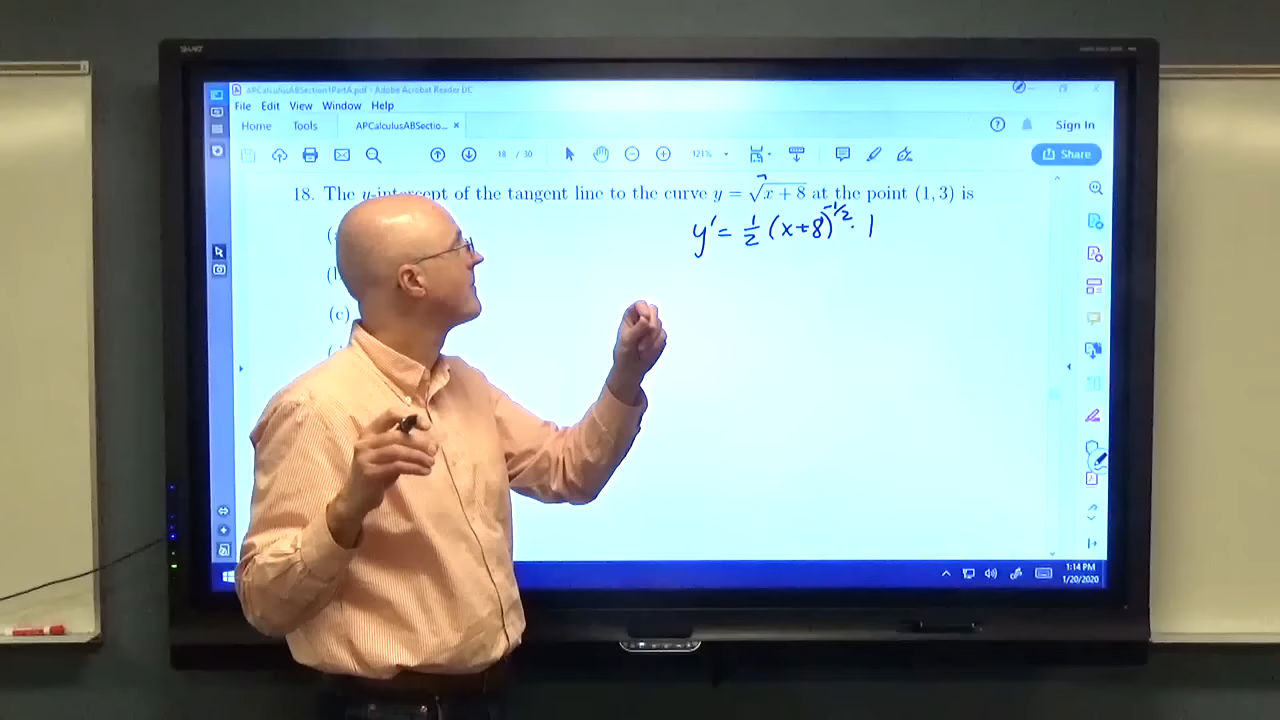 SMART
APCalculusABSection1PartA.pdf - Adobe Acrobat Reader DC
File Edit View Window Help
Home Tools APCalculusABSectio... × Sign In
18 / 30 121% Share
18. The y-intercept of the tangent line to the curve y = √x + 8 at the point (1, 3) is
y' = 1/2 (x+8)^-1/2 · 1
(c)
1:14 PM
1/20/2020